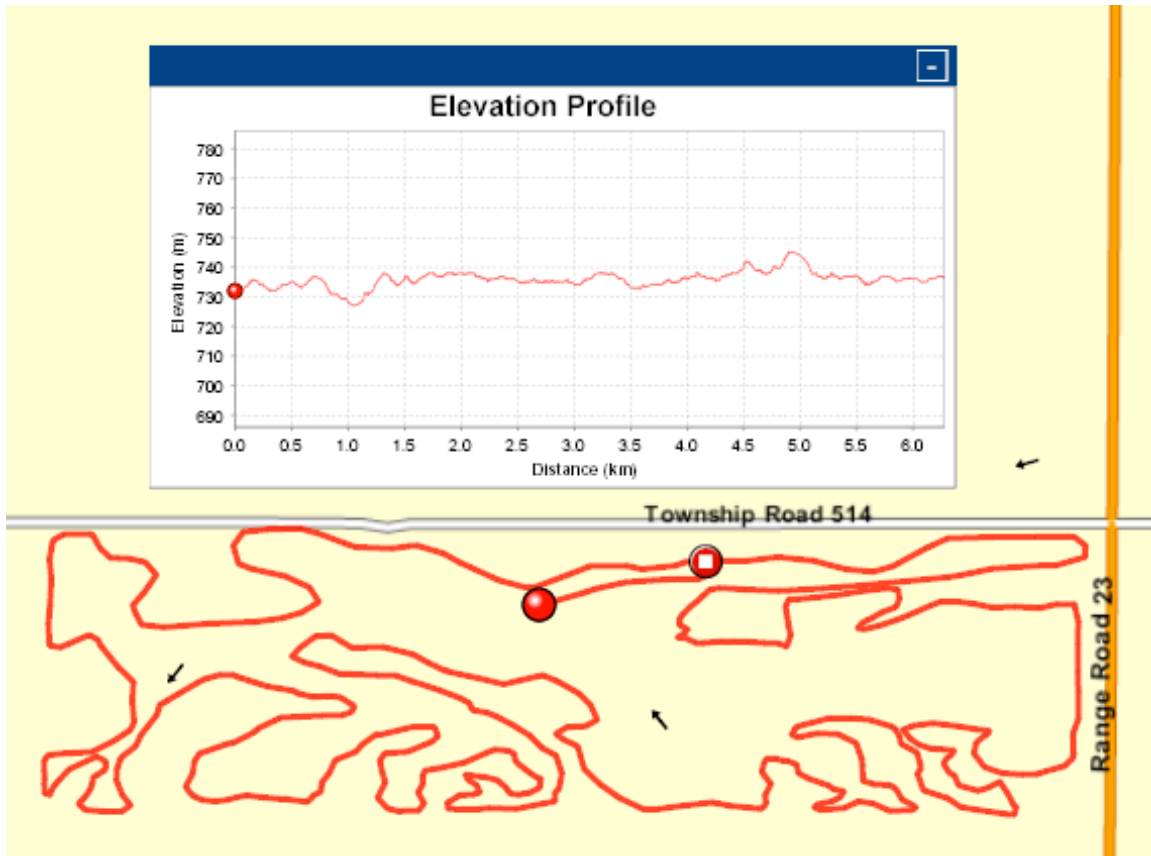 -
Elevation Profile
780
770
760
750
740
730
720
710
700
690
Elevation (m)
0.0 0.5 1.0 1.5 2.0 2.5 3.0 3.5 4.0 4.5 5.0 5.5 6.0
Distance (km)
Township Road 514
Range Road 23